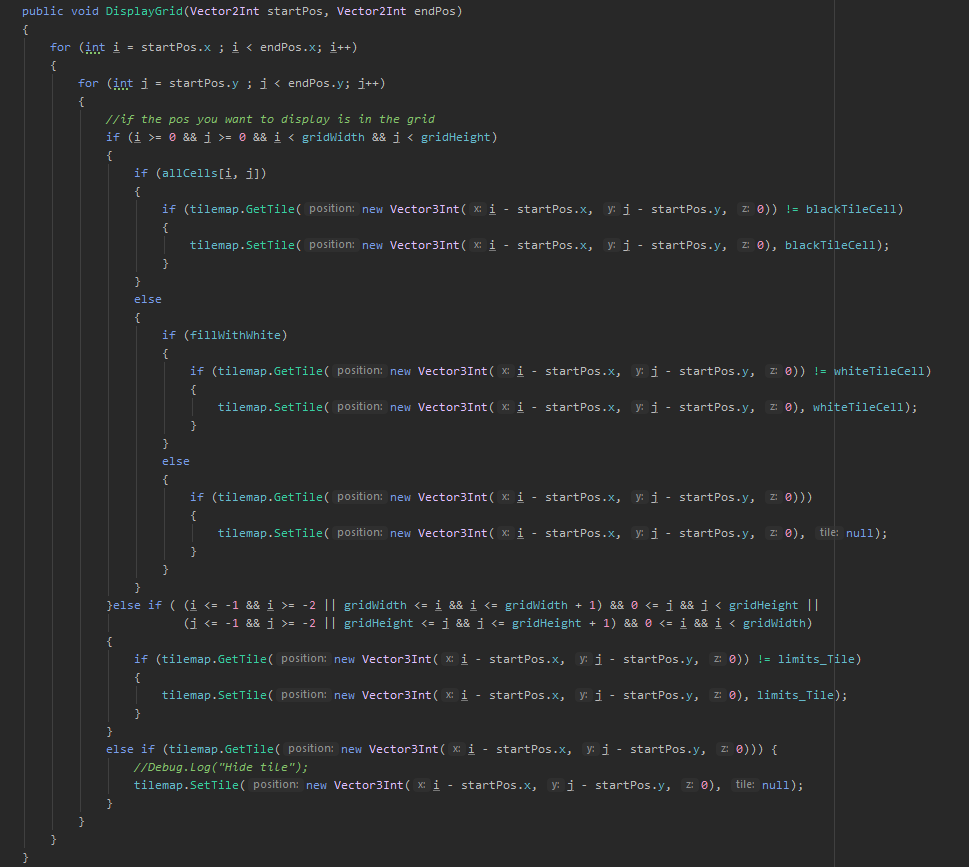 public void DisplayGrid(Vector2Int startPos, Vector2Int endPos)
{
for (int i = startPos.x ; i < endPos.x; i++)
{
for (int j = startPos.y ; j < endPos.y; j++)
{
//if the pos you want to display is in the grid
if (i >= 0 && j >= 0 && i < gridWidth && j < gridHeight)
{
if (allCells[i, j])
{
if (tilemap.GetTile( position: new Vector3Int( x: i - startPos.x, y: j - startPos.y, z: 0)) != blackTileCell)
{
tilemap.SetTile( position: new Vector3Int( x: i - startPos.x, y: j - startPos.y, z: 0), blackTileCell);
}
}
else
{
if (fillWithWhite)
{
if (tilemap.GetTile( position: new Vector3Int( x: i - startPos.x, y: j - startPos.y, z: 0)) != whiteTileCell)
{
tilemap.SetTile( position: new Vector3Int( x: i - startPos.x, y: j - startPos.y, z: 0), whiteTileCell);
}
}
else
{
if (tilemap.GetTile( position: new Vector3Int( x: i - startPos.x, y: j - startPos.y, z: 0)))
{
tilemap.SetTile( position: new Vector3Int( x: i - startPos.x, y: j - startPos.y, z: 0), tile: null);
}
}
}
}else if ( (i <= -1 && i >= -2 || gridWidth <= i && i <= gridWidth + 1) && 0 <= j && j < gridHeight ||
(j <= -1 && j >= -2 || gridHeight <= j && j <= gridHeight + 1) && 0 <= i && i < gridWidth)
{
if (tilemap.GetTile( position: new Vector3Int( x: i - startPos.x, y: j - startPos.y, z: 0)) != limits_Tile)
{
tilemap.SetTile( position: new Vector3Int( x: i - startPos.x, y: j - startPos.y, z: 0), limits_Tile);
}
}
else if (tilemap.GetTile( position: new Vector3Int( x: i - startPos.x, y: j - startPos.y, z: 0))) {
//Debug.Log("Hide tile");
tilemap.SetTile( position: new Vector3Int( x: i - startPos.x, y: j - startPos.y, z: 0), tile: null);
}
}
}
}